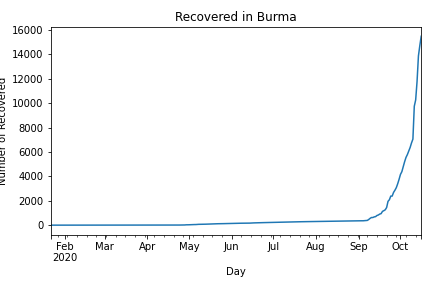 Recovered in Burma
Number of Recovered
16000
14000
12000
10000
8000
6000
4000
2000
0
Feb Mar Apr May Jun Jul Aug Sep Oct
2020
Day